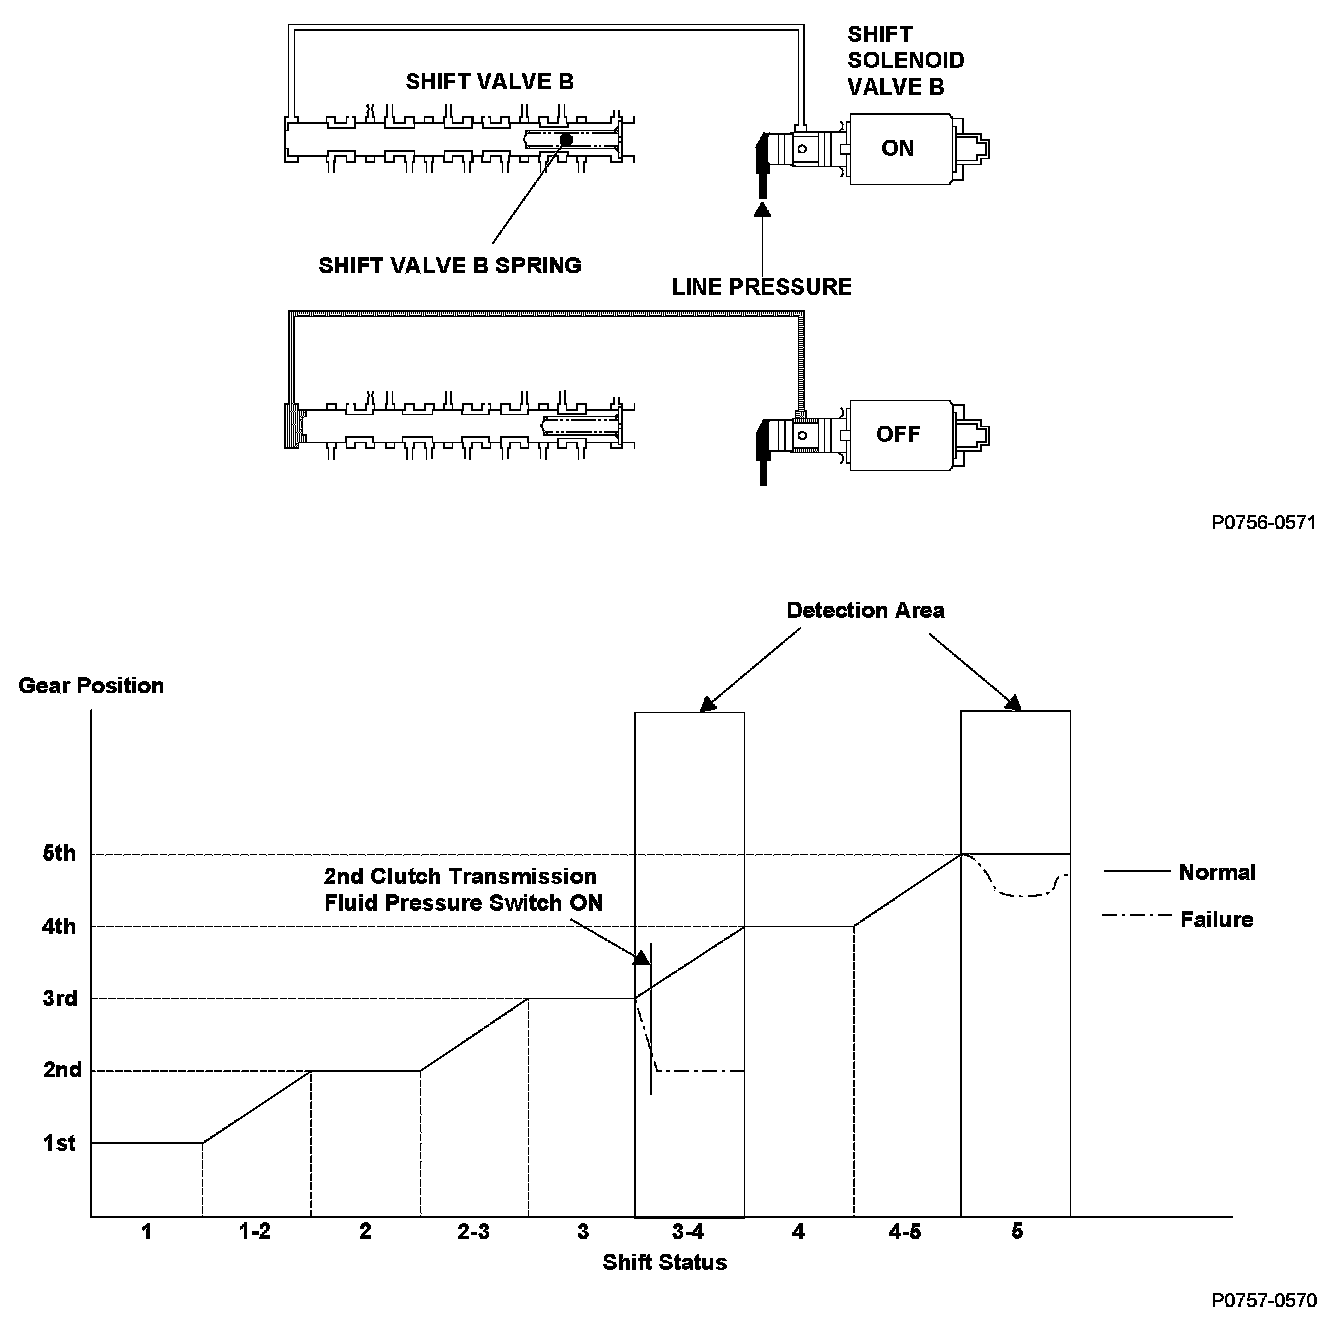 SHIFT
SOLENOID
VALVE B
SHIFT VALVE B
ON
SHIFT VALVE B SPRING
LINE PRESSURE
OFF
P0756-0571
Detection Area
Gear Position
5th
2nd Clutch Transmission
Fluid Pressure Switch ON
Normal
Failure
4th
3rd
2nd
1st
1 1-2 2 2-3 3 3-4 4 4-5 5
Shift Status
P0757-0570